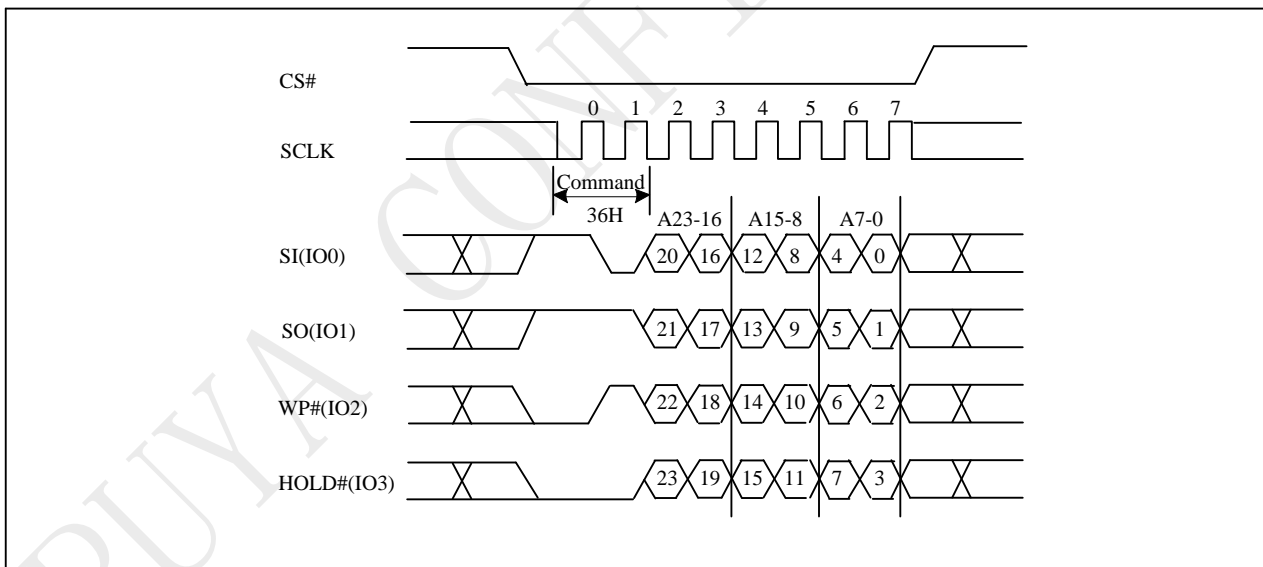 CS#
0 1 2 3 4 5 6 7
SCLK
Command
36H
A23-16 A15-8 A7-0
SI(IO0) 20 16 12 8 4 0
SO(IO1) 21 17 13 9 5 1
WP#(IO2) 22 18 14 10 6 2
HOLD#(IO3) 23 19 15 11 7 3
PUYA CONF